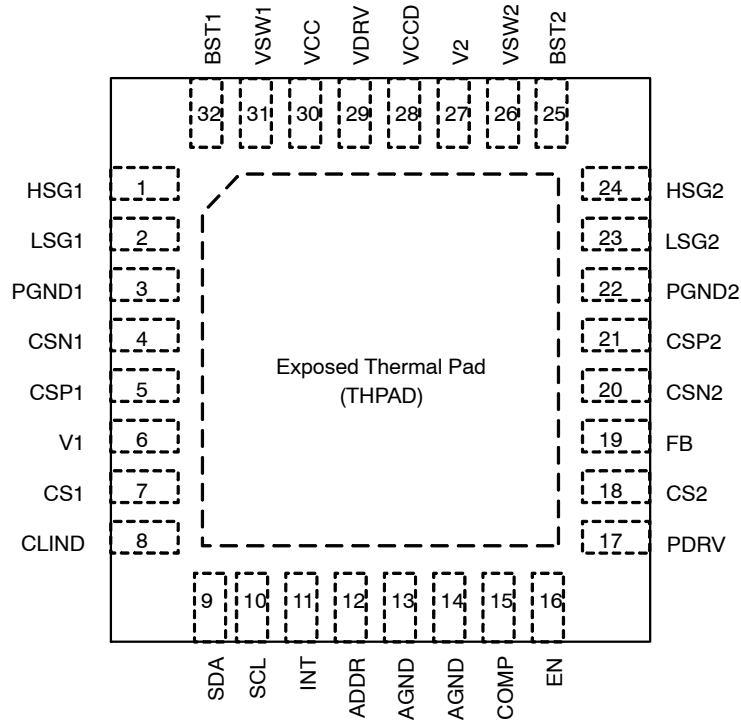 BST1 VSW1 VCC VDRV VCCD V2 VSW2 BST2
32 31 30 29 28 27 26 25
HSG1 1 24 HSG2
LSG1 2 23 LSG2
PGND1 3 22 PGND2
CSN1 4 21 CSP2
Exposed Thermal Pad
(THPAD)
CSP1 5 20 CSN2
V1 6 19 FB
CS1 7 18 CS2
CLIND 8 17 PDRV
9 10 11 12 13 14 15 16
SDA SCL INT ADDR AGND AGND COMP EN